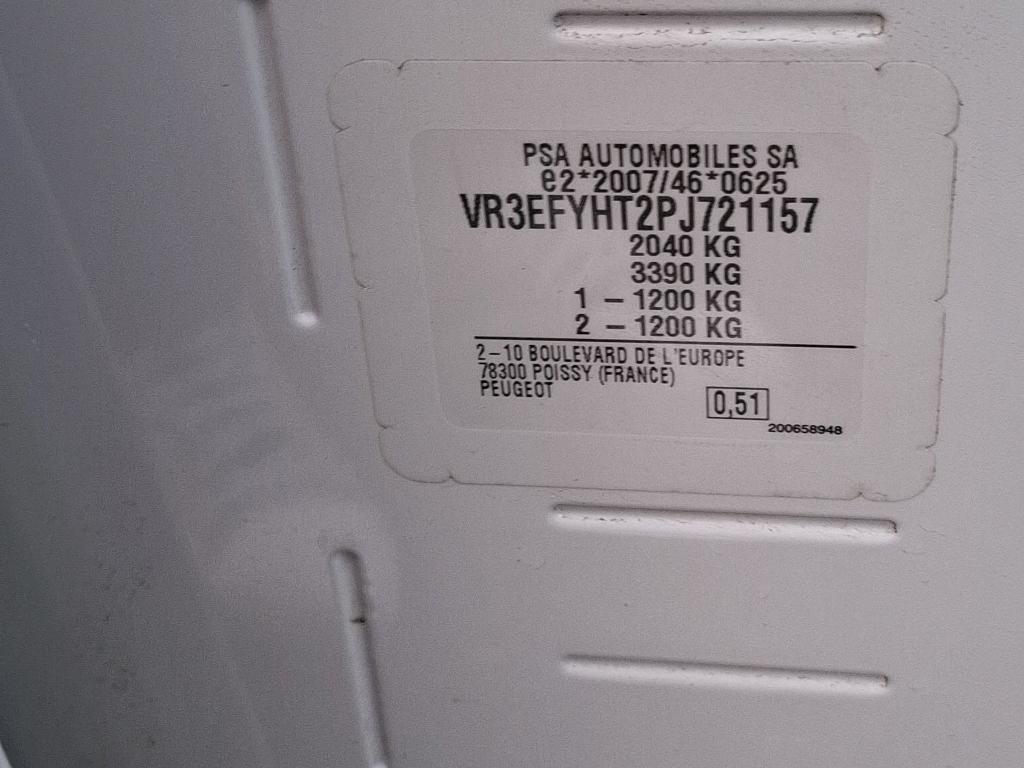 PSA AUTOMOBILES SA
e2*2007/46*0625
VR3EFYHT2PJ721157
2040 KG
3390 KG
1 – 1200 KG
2 – 1200 KG
2–10 BOULEVARD DE L'EUROPE
78300 POISSY (FRANCE)
PEUGEOT
0,51
200658948